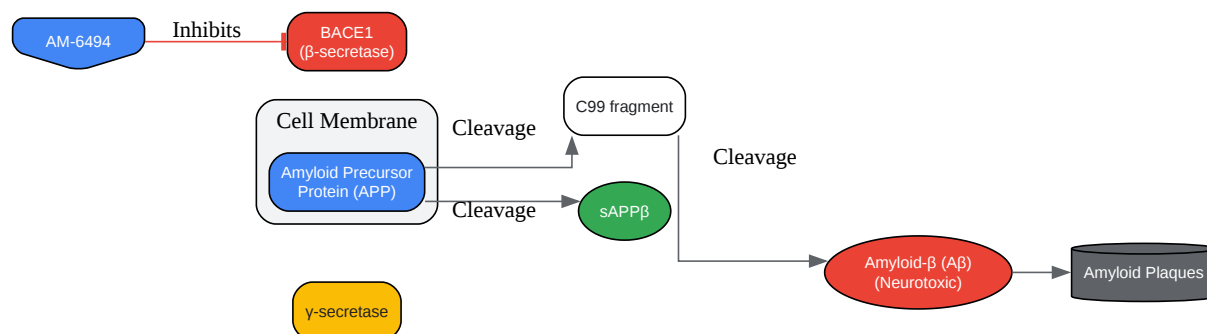 AM-6494
Inhibits
BACE1
(β-secretase)
Cell Membrane
Amyloid Precursor
Protein (APP)
Cleavage
Cleavage
C99 fragment
sAPPβ
Cleavage
Amyloid-β (Aβ)
(Neurotoxic)
Amyloid Plaques
γ-secretase